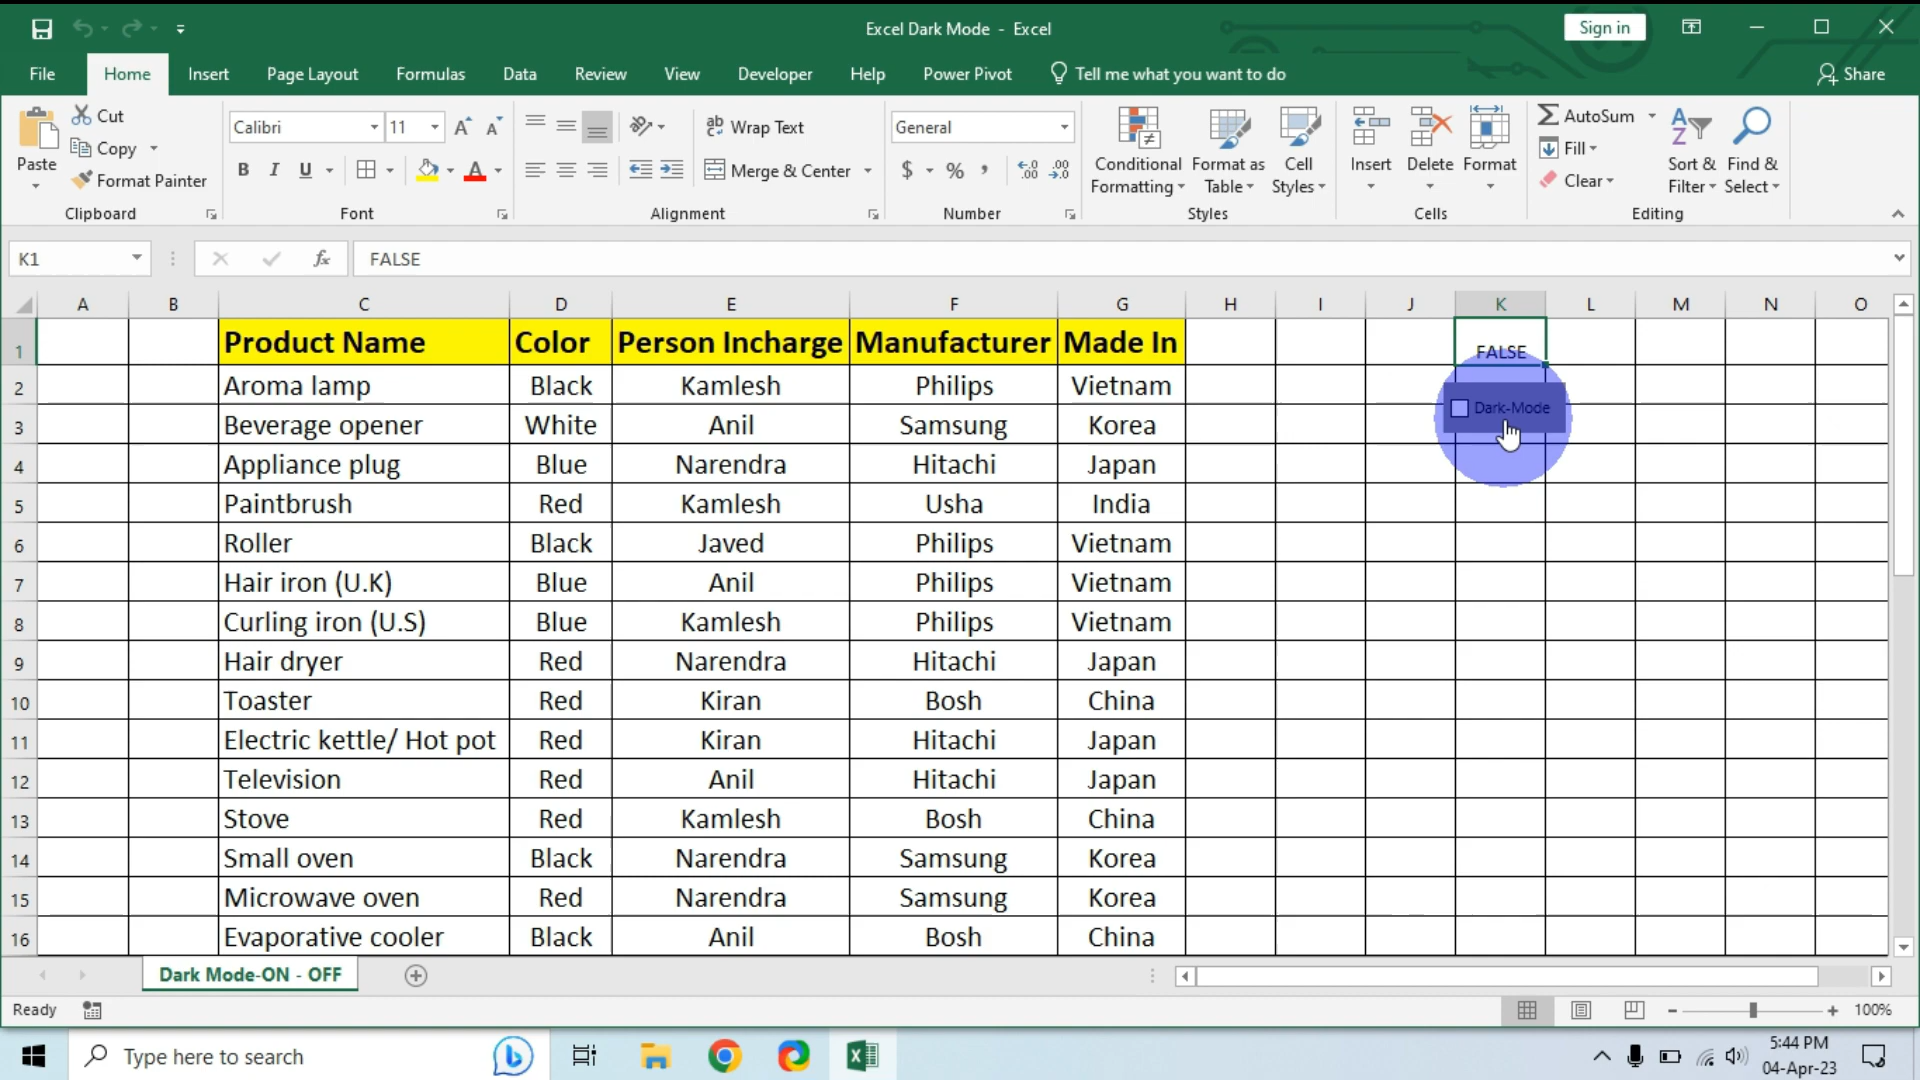 Excel Dark Mode - Excel
Sign in
File Home Insert Page Layout Formulas Data Review View Developer Help Power Pivot Tell me what you want to do Share
Paste
Cut
Copy
Format Painter
Clipboard
Calibri 11
B I U A
Font
Wrap Text
Merge & Center
Alignment
General
$ % ,
Number
Conditional Formatting
Format as Table
Cell Styles
Styles
Insert
Delete
Format
Cells
AutoSum
Fill
Clear
Sort & Filter
Find & Select
Editing
K1 fx FALSE
A B C D E F G H I J K L M N O
1 Product Name Color Person Incharge Manufacturer Made In FALSE
2 Aroma lamp Black Kamlesh Philips Vietnam
Dark-Mode
3 Beverage opener White Anil Samsung Korea
4 Appliance plug Blue Narendra Hitachi Japan
5 Paintbrush Red Kamlesh Usha India
6 Roller Black Javed Philips Vietnam
7 Hair iron (U.K) Blue Anil Philips Vietnam
8 Curling iron (U.S) Blue Kamlesh Philips Vietnam
9 Hair dryer Red Narendra Hitachi Japan
10 Toaster Red Kiran Bosh China
11 Electric kettle/ Hot pot Red Kiran Hitachi Japan
12 Television Red Anil Hitachi Japan
13 Stove Red Kamlesh Bosh China
14 Small oven Black Narendra Samsung Korea
15 Microwave oven Red Narendra Samsung Korea
16 Evaporative cooler Black Anil Bosh China
Dark Mode-ON - OFF
Ready 100%
Type here to search
5:44 PM
04-Apr-23